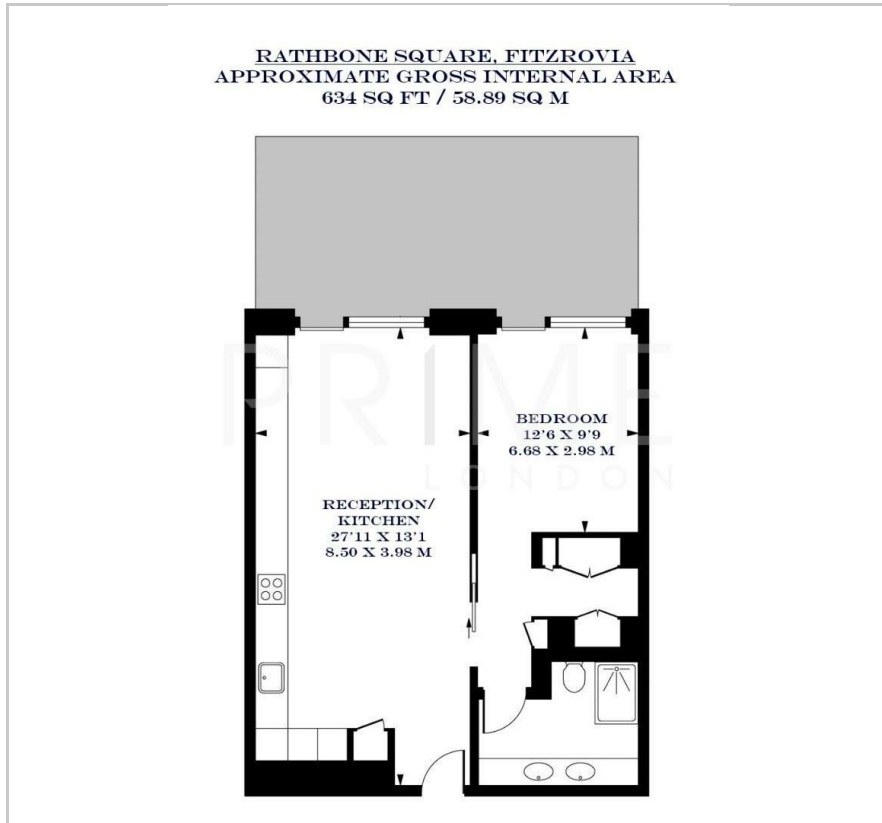 RATHBONE SQUARE, FITZROVIA
APPROXIMATE GROSS INTERNAL AREA
634 SQ FT / 58.89 SQ M
PRIME
LONDON
BEDROOM
12'6 X 9'9
6.68 X 2.98 M
RECEPTION/
KITCHEN
27'11 X 13'1
8.50 X 3.98 M